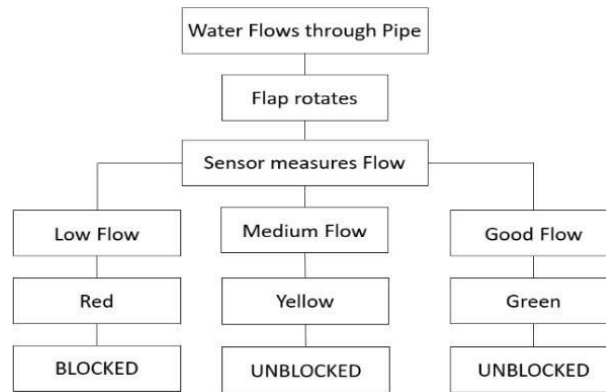 Water Flows through Pipe
Flap rotates
Sensor measures Flow
Low Flow
Medium Flow
Good Flow
Red
Yellow
Green
BLOCKED
UNBLOCKED
UNBLOCKED